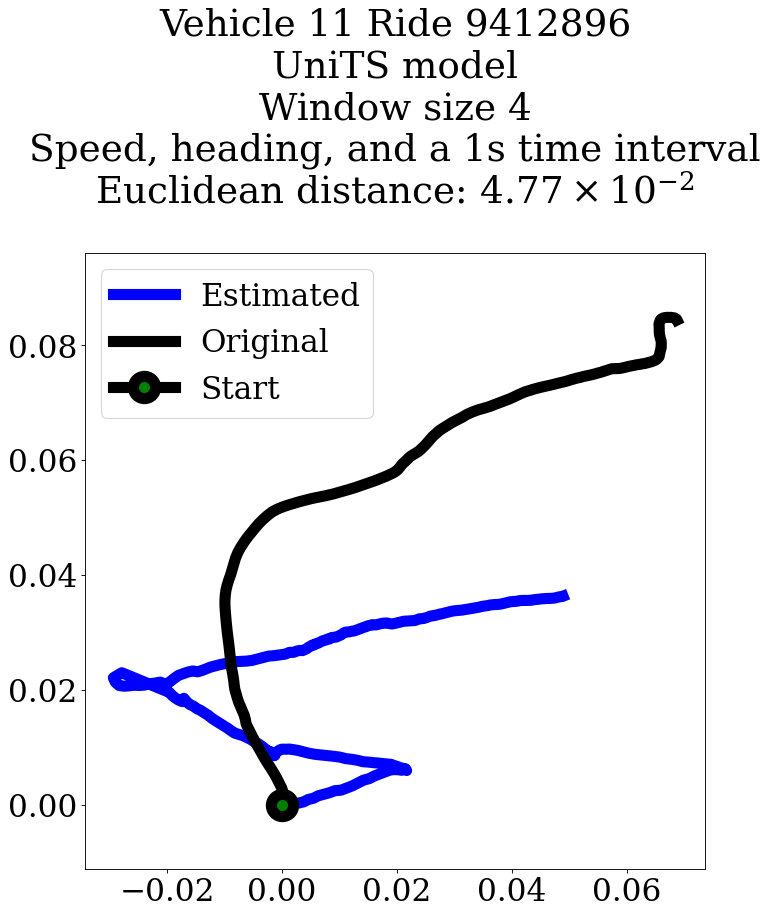 Vehicle 11 Ride 9412896
UniTS model
Window size 4
Speed, heading, and a 1s time interval
Euclidean distance: 4.77 × 10⁻²
Estimated
Original
Start
0.08
0.06
0.04
0.02
0.00
−0.02 0.00 0.02 0.04 0.06